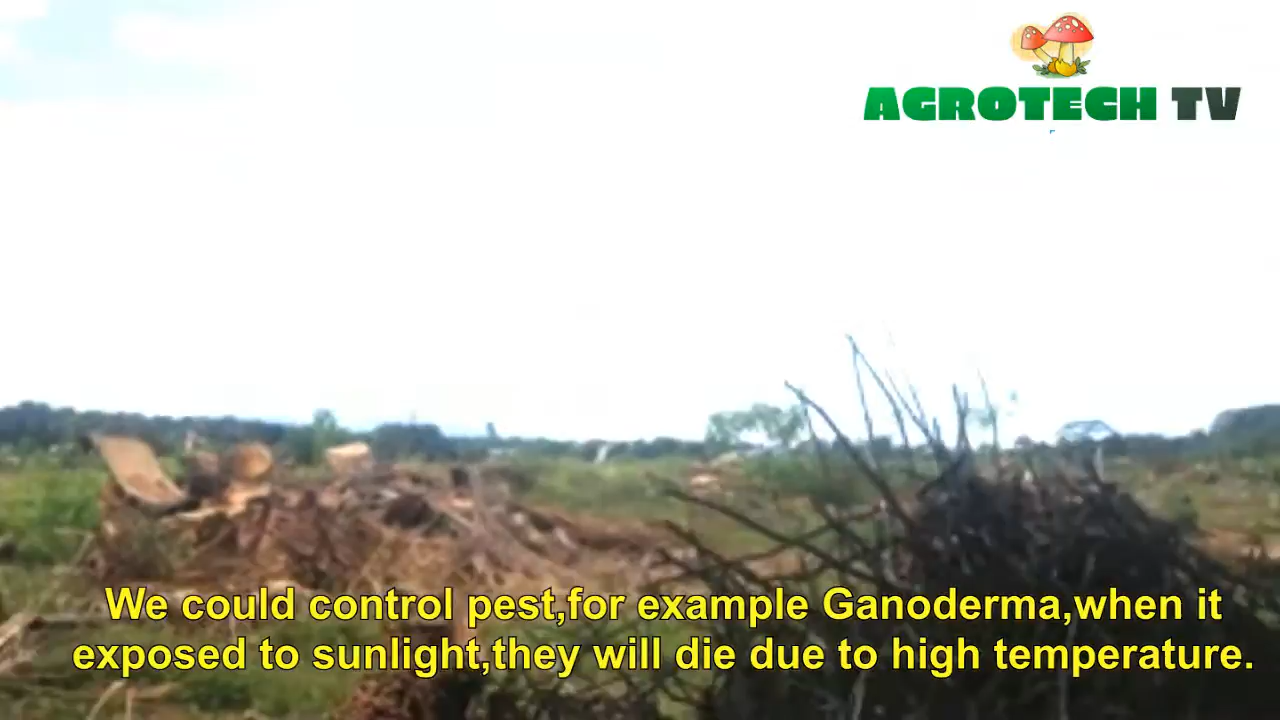 AGROTECH TV
We could control pest,for example Ganoderma,when it
exposed to sunlight,they will die due to high temperature.